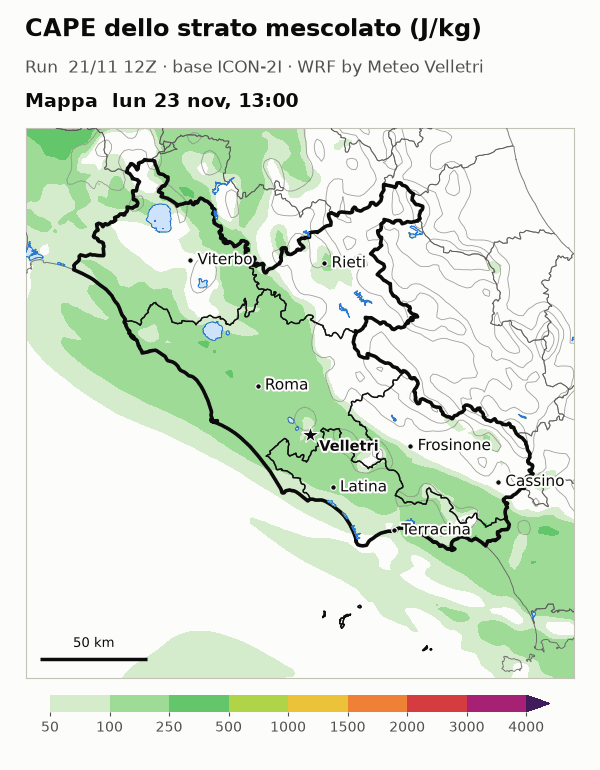 CAPE dello strato mescolato (J/kg)
Run  21/11 12Z · base ICON-2I · WRF by Meteo Velletri
Mappa  lun 23 nov, 13:00
Viterbo
Rieti
Roma
Velletri
Frosinone
Cassino
Latina
Terracina
50 km
50 100 250 500 1000 1500 2000 3000 4000